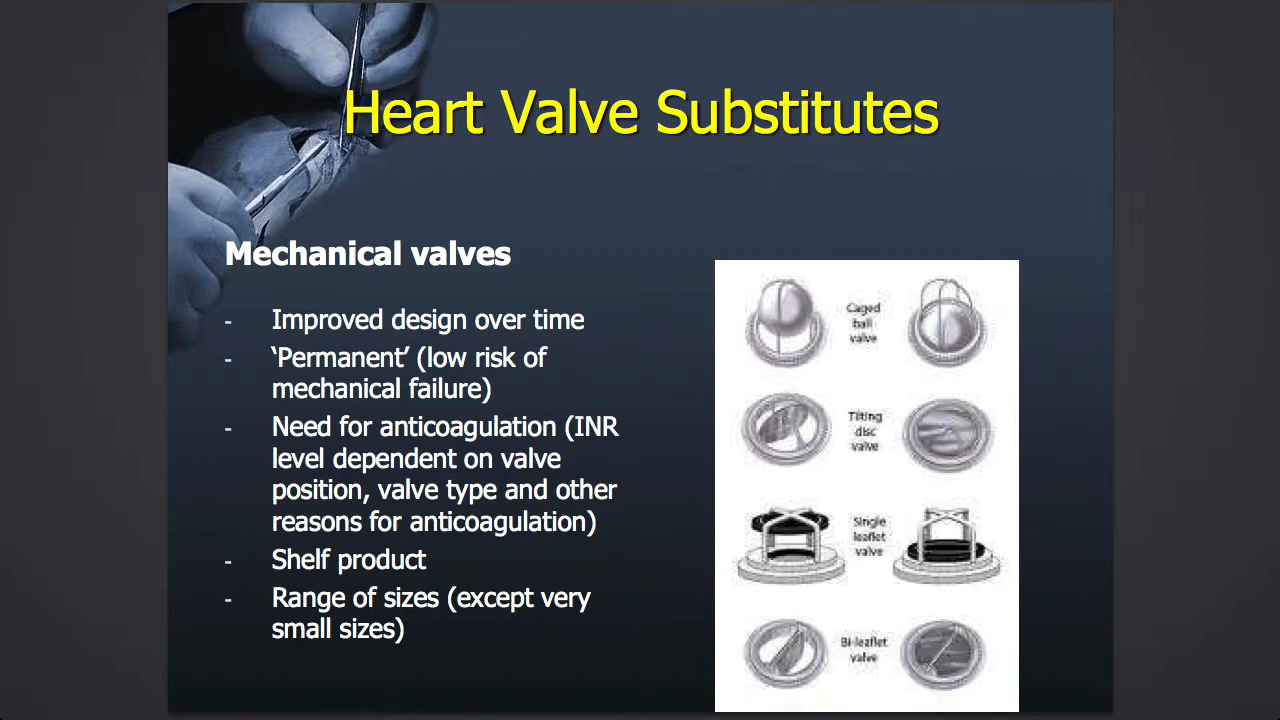 Heart Valve Substitutes
Mechanical valves
- Improved design over time
- ‘Permanent’ (low risk of
mechanical failure)
- Need for anticoagulation (INR
level dependent on valve
position, valve type and other
reasons for anticoagulation)
- Shelf product
- Range of sizes (except very
small sizes)
Caged
ball
valve
Tilting
disc
valve
Single
leaflet
valve
Bi-leaflet
valve